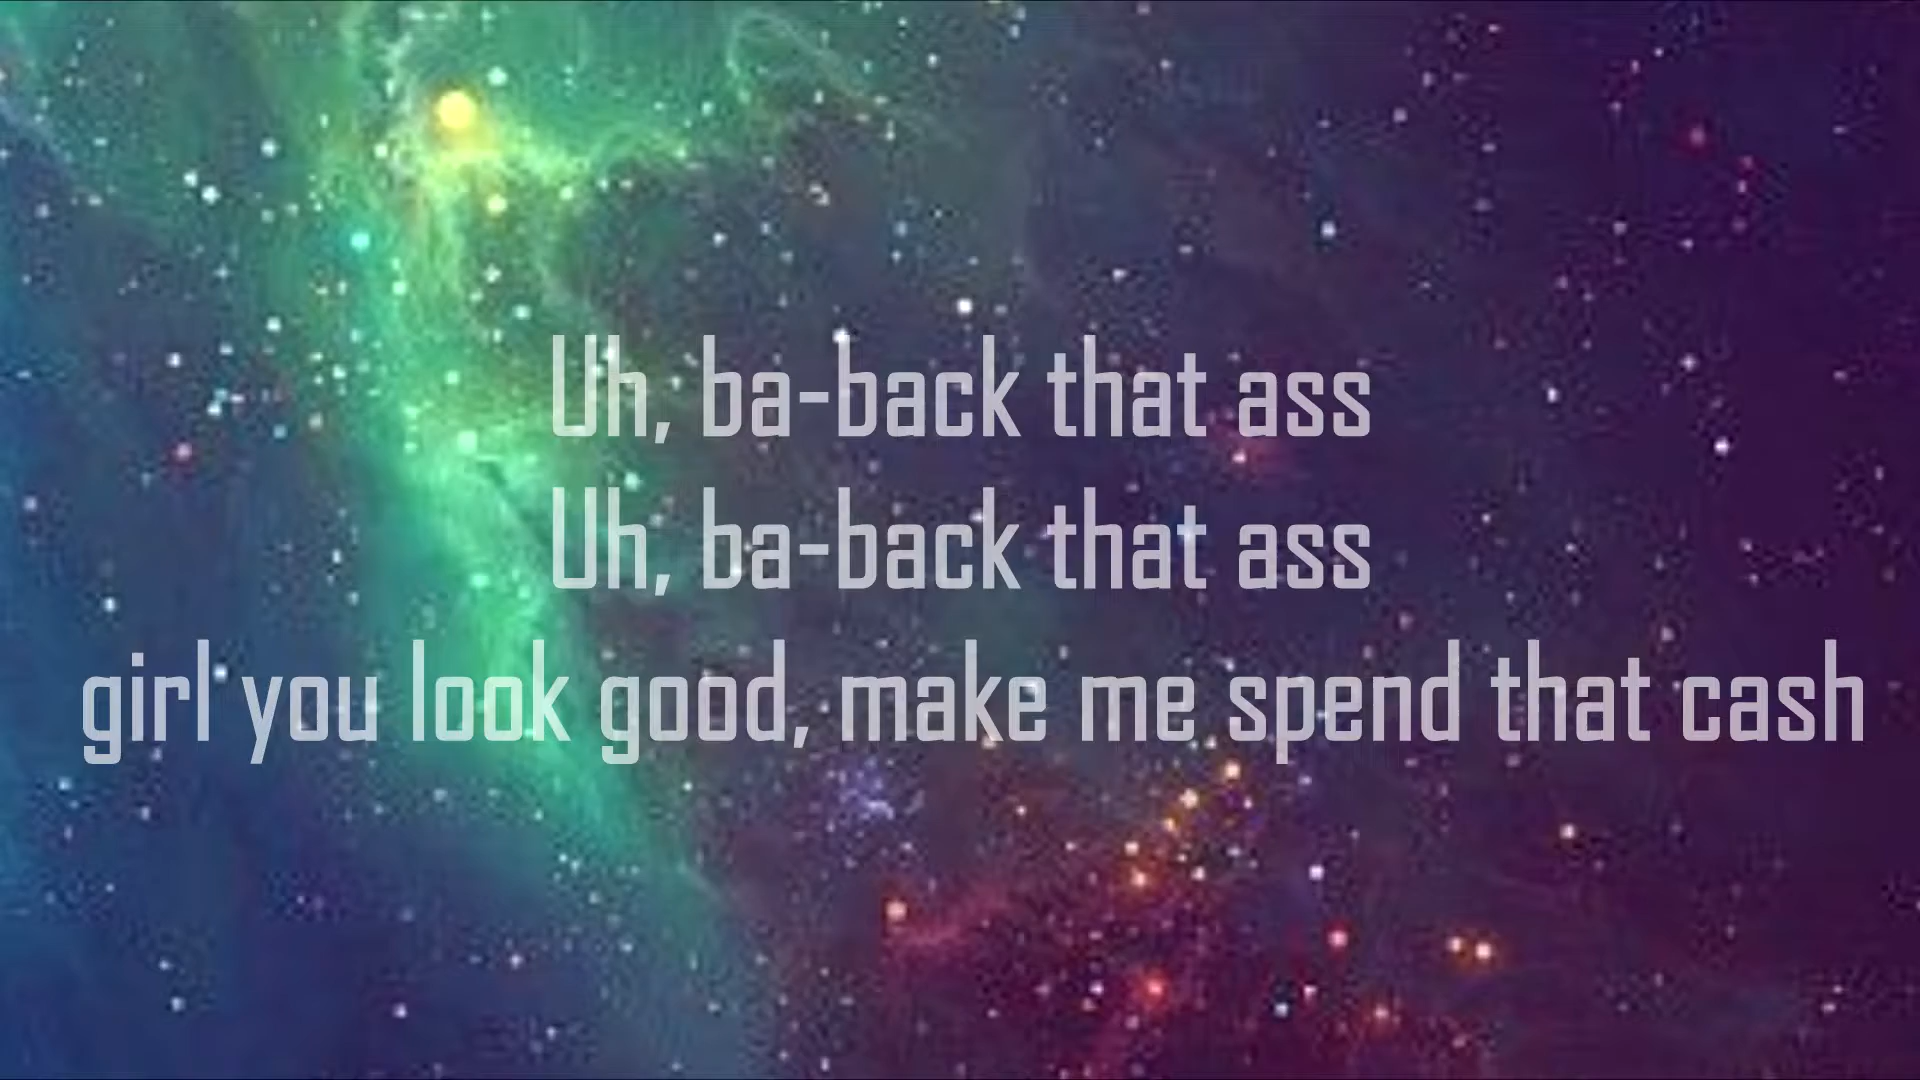 Uh, ba-back that ass
Uh, ba-back that ass
girl you look good, make me spend that cash